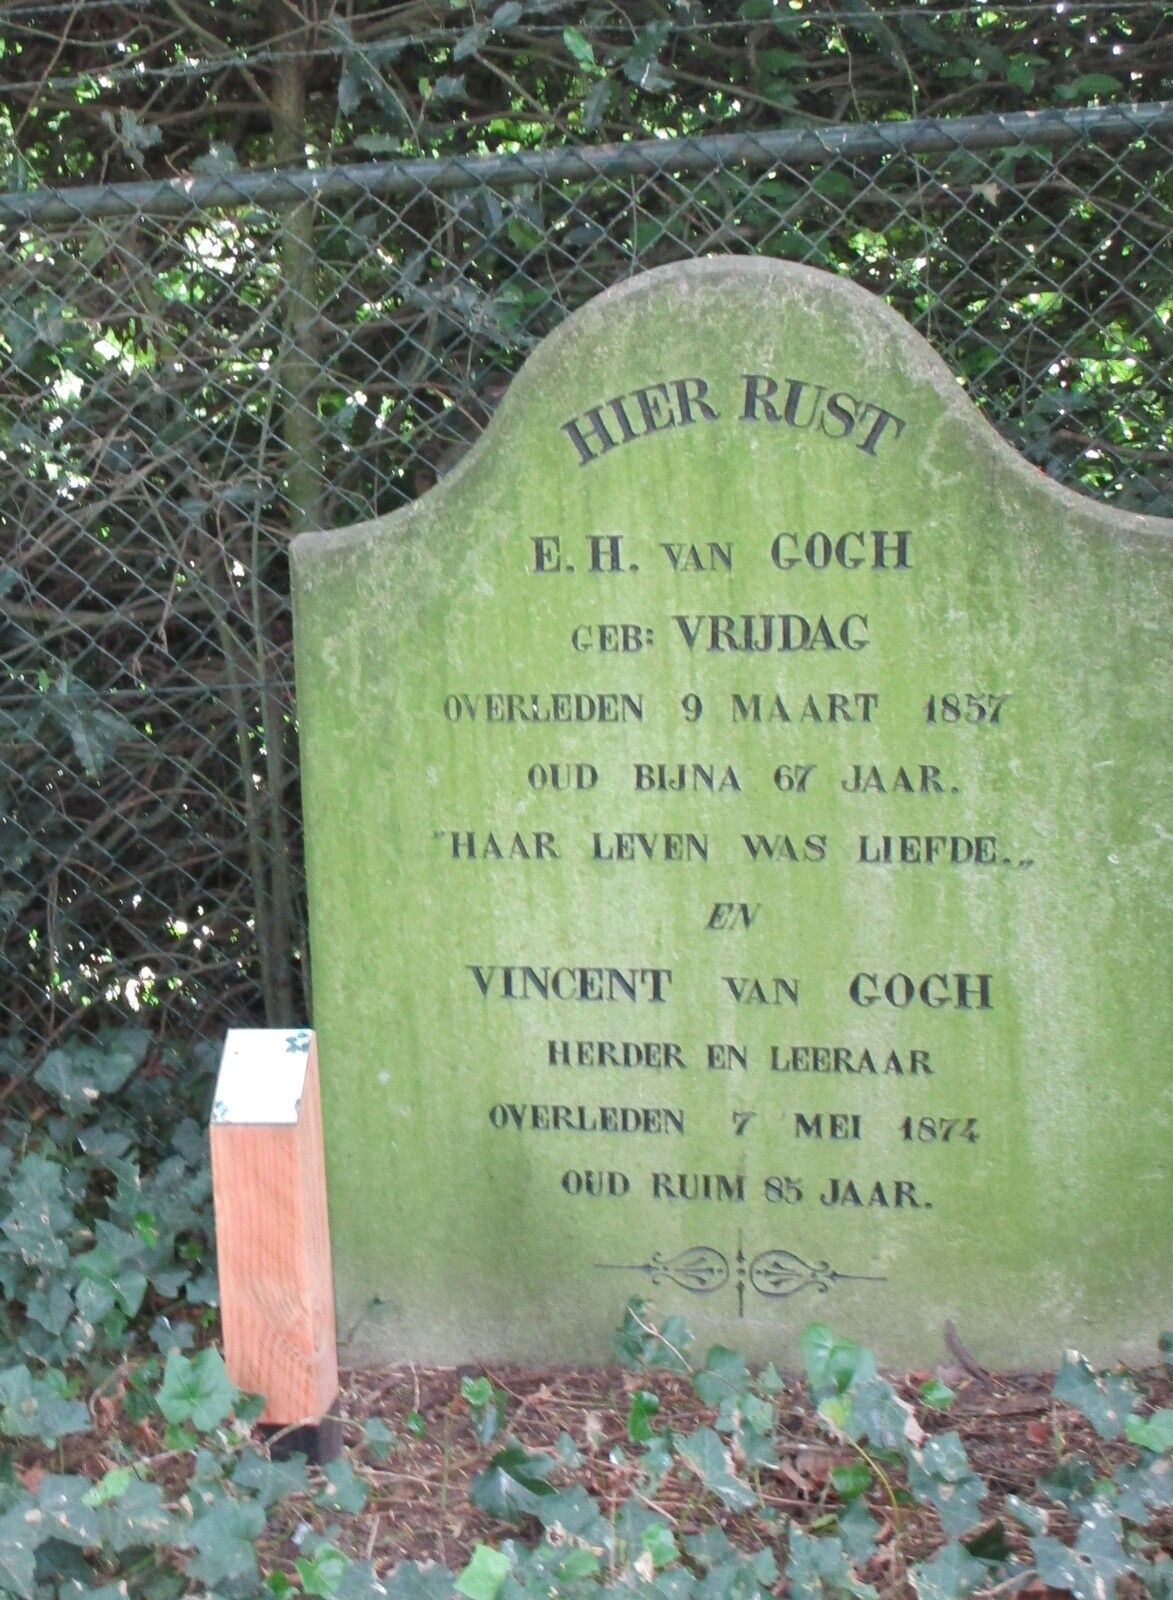 HIER RUST
E. H. VAN GOGH
GEB: VRIJDAG
OVERLEDEN 9 MAART 1857
OUD BIJNA 67 JAAR.
"HAAR LEVEN WAS LIEFDE.„
EN
VINCENT VAN GOGH
HERDER EN LEERAAR
OVERLEDEN 7 MEI 1874
OUD RUIM 85 JAAR.